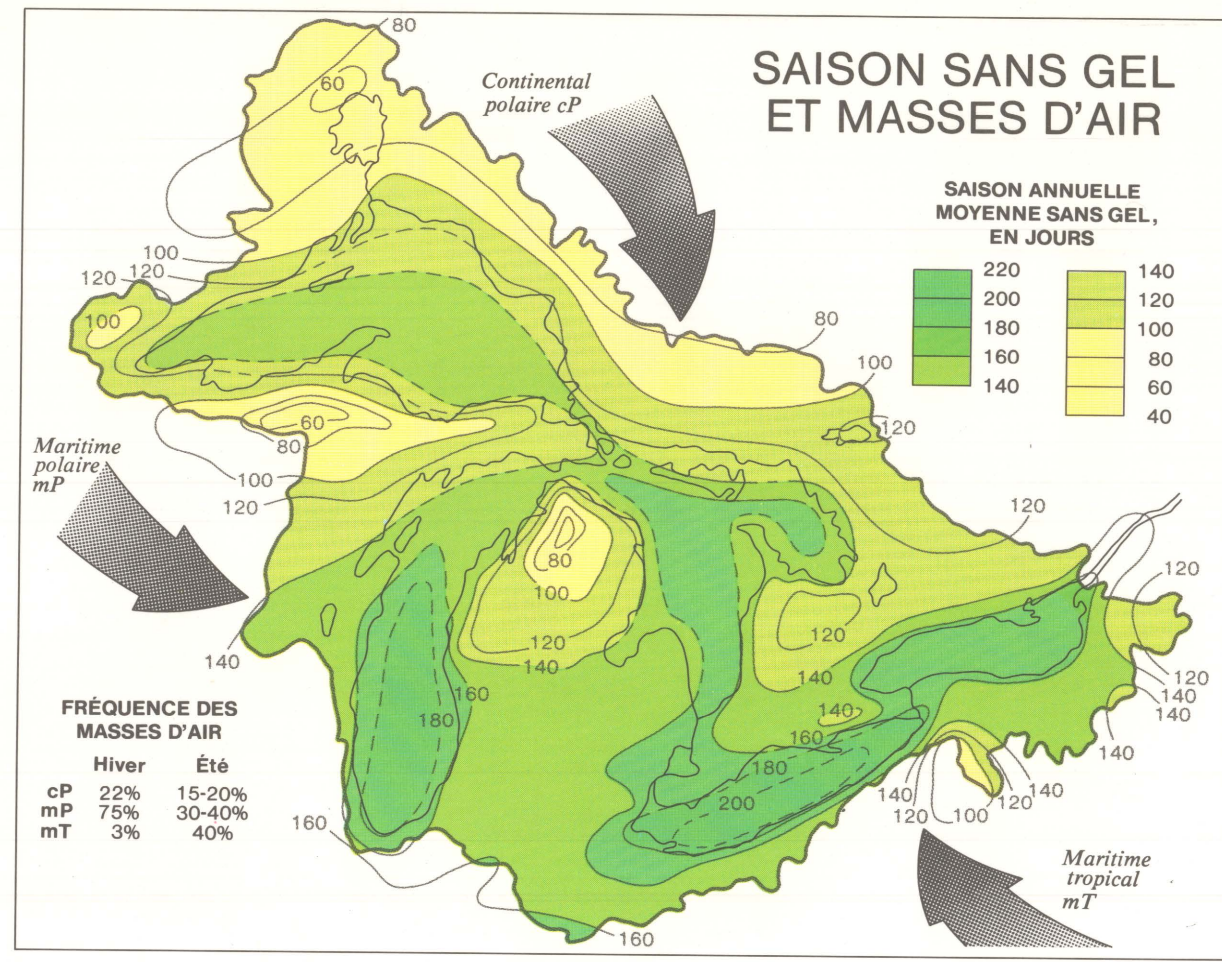 SAISON SANS GEL
ET MASSES D'AIR
Continental
polaire cP
SAISON ANNUELLE
MOYENNE SANS GEL,
EN JOURS
220
200
180
160
140
140
120
100
80
60
40
80
60
100
120
120
100
60
80
100
120
Maritime
polaire
mP
80
100
120
120
80
100
120
140
140
160
180
120
140
140
160
180
200
120
120
140
140
140
140
120
100
140
120
160
160
FRÉQUENCE DES
MASSES D'AIR
Hiver Été
cP 22% 15-20%
mP 75% 30-40%
mT 3% 40%
Maritime
tropical
mT